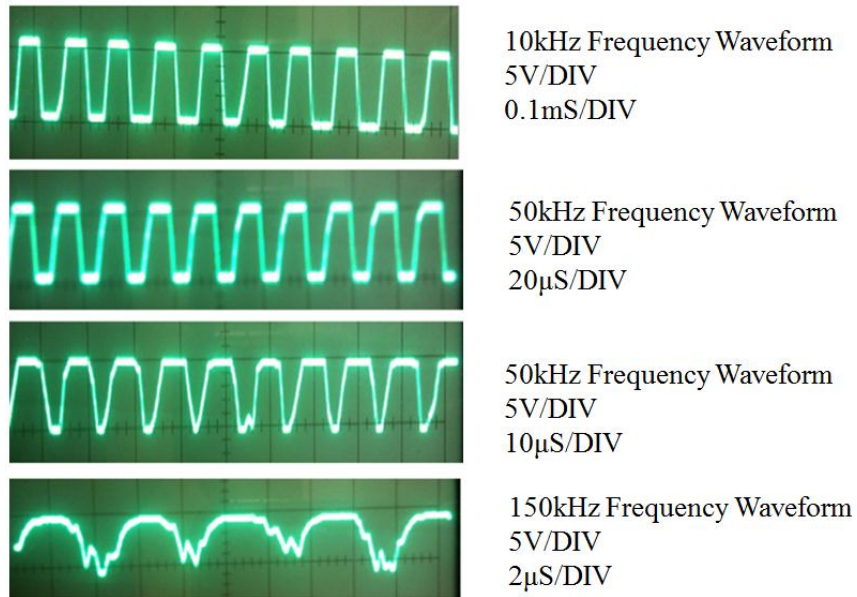 10kHz Frequency Waveform
5V/DIV
0.1mS/DIV
50kHz Frequency Waveform
5V/DIV
20μS/DIV
50kHz Frequency Waveform
5V/DIV
10μS/DIV
150kHz Frequency Waveform
5V/DIV
2μS/DIV